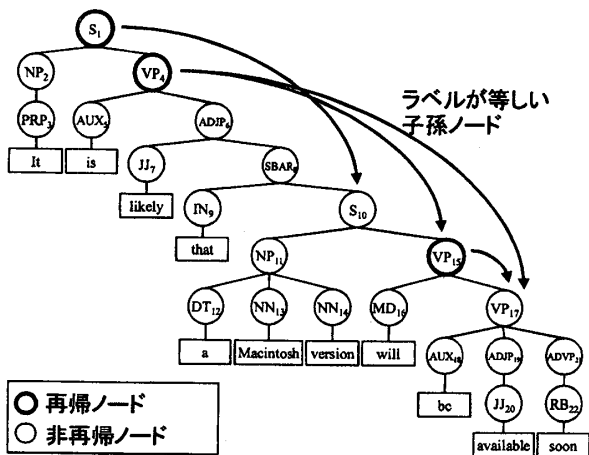 S1
NP2 VP4
ラベルが等しい
子孫ノード
PRP3 AUX5 ADJP6
It is JJ7 SBAR8
likely IN9 S10
that NP11 VP15
DT12 NN13 NN14 MD16 VP17
a Macintosh version will AUX18 ADJP19 ADVP21
be JJ20 RB22
available soon
再帰ノード
非再帰ノード